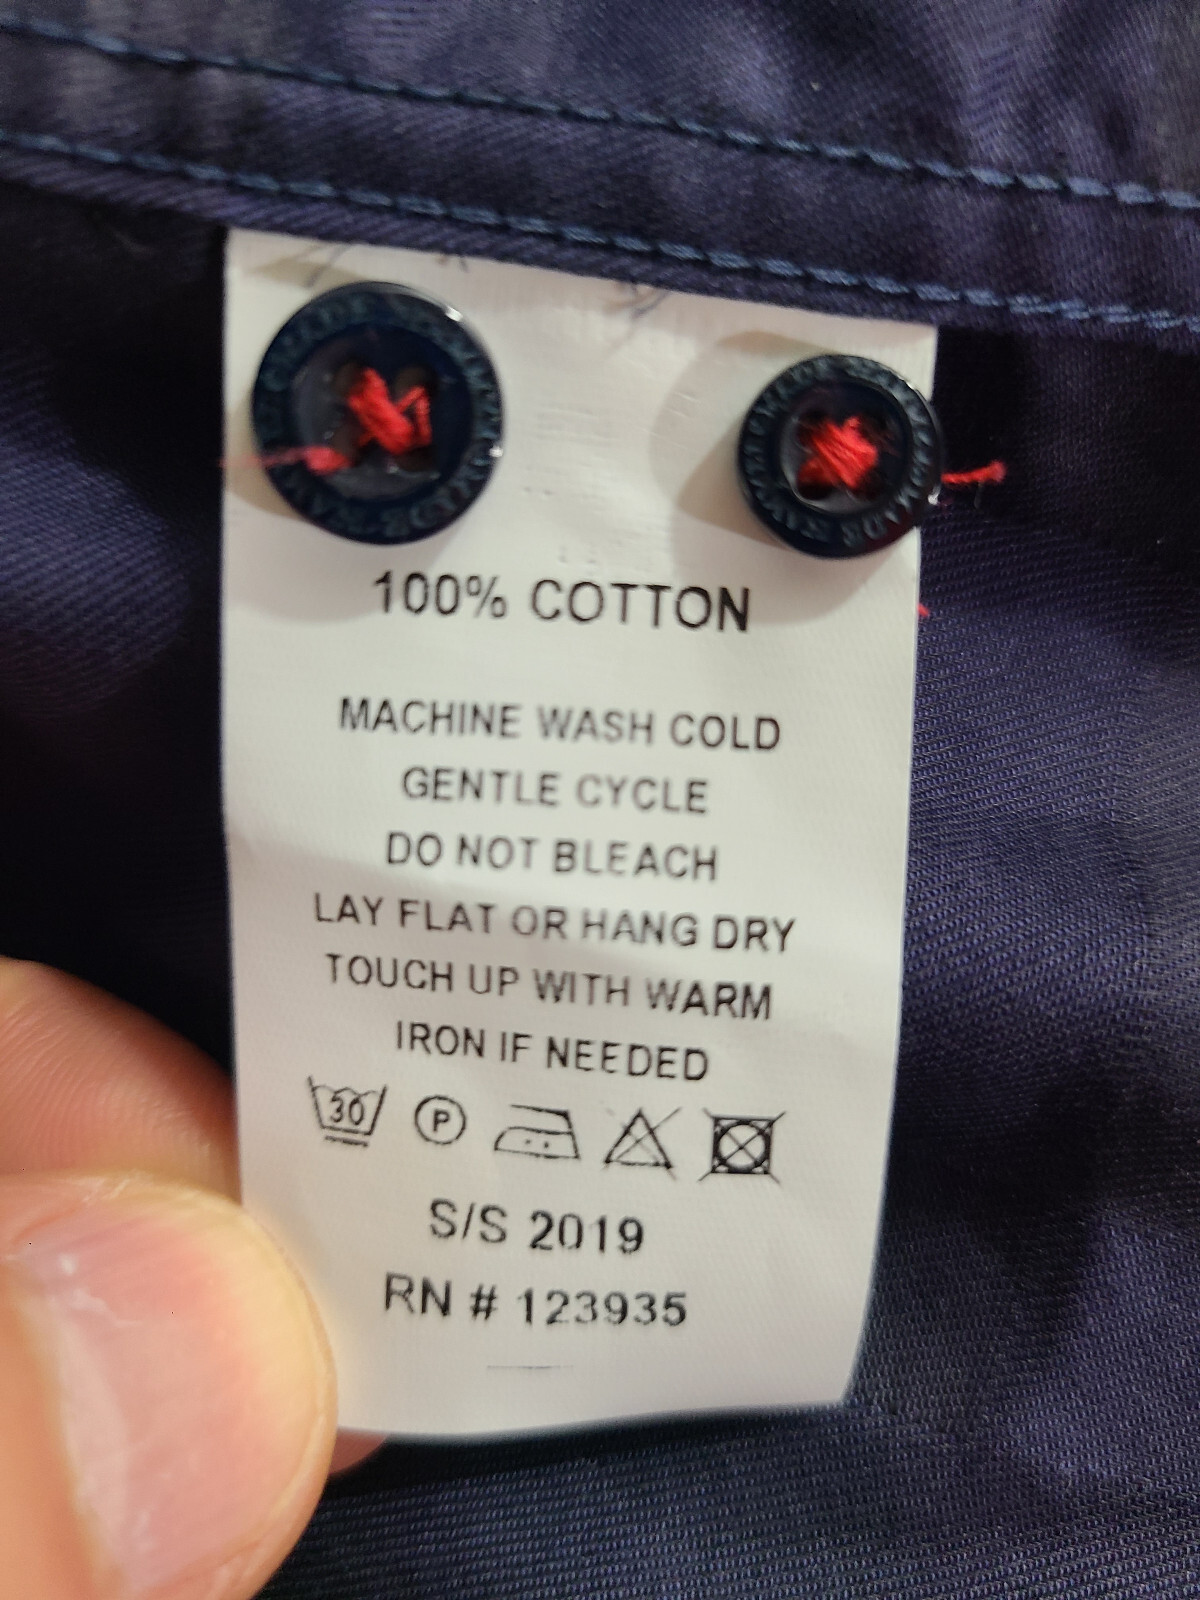 100% COTTON
MACHINE WASH COLD
GENTLE CYCLE
DO NOT BLEACH
LAY FLAT OR HANG DRY
TOUCH UP WITH WARM
IRON IF NEEDED
30 P
S/S 2019
RN # 123935